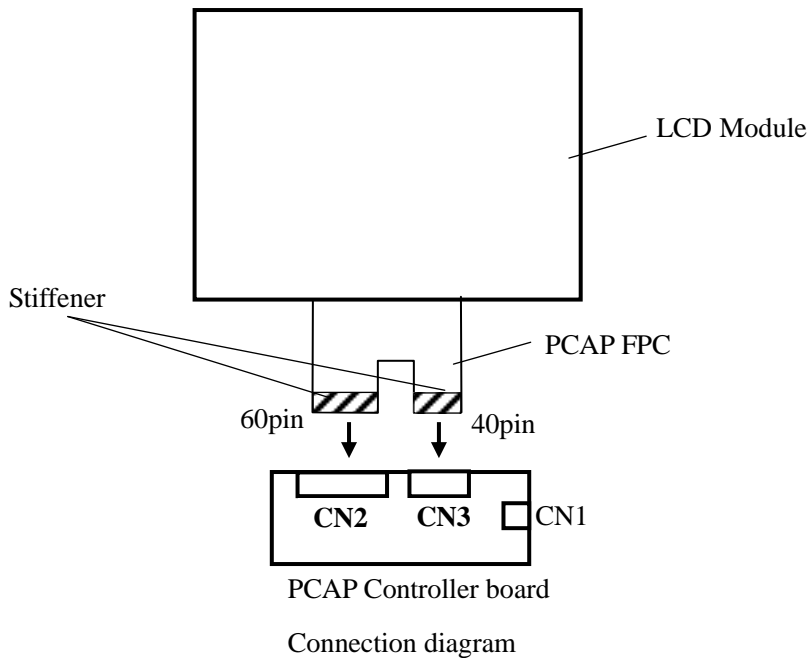 LCD Module
Stiffener
PCAP FPC
60pin
40pin
CN2
CN3
CN1
PCAP Controller board
Connection diagram